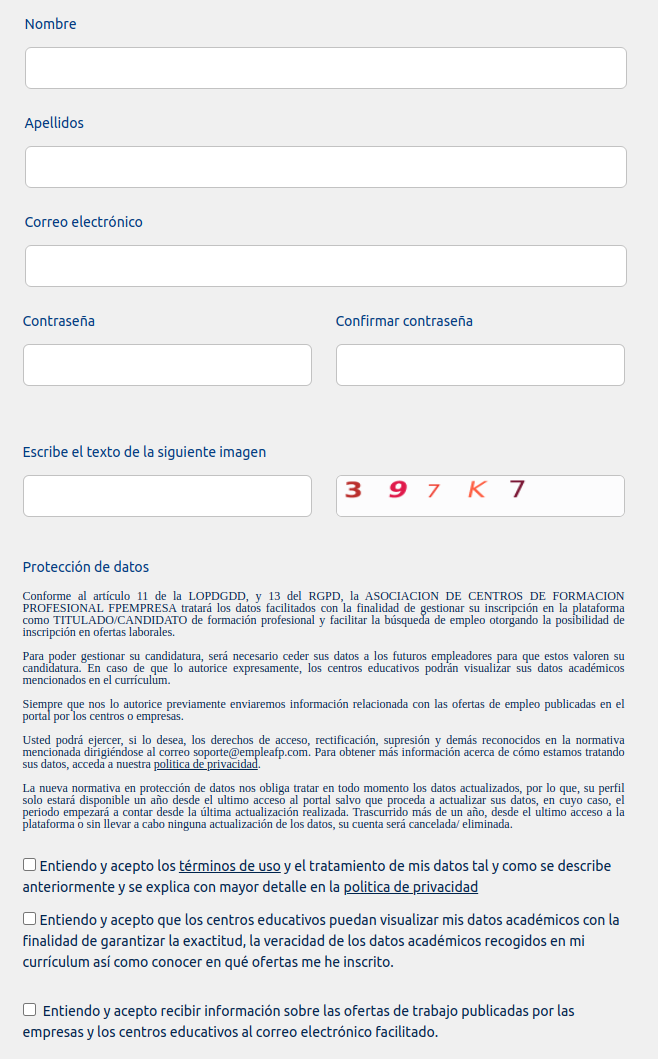 Nombre
Apellidos
Correo electrónico
Contraseña
Confirmar contraseña
Escribe el texto de la siguiente imagen
3 9 7 K 7
Protección de datos
Conforme al artículo 11 de la LOPDGDD, y 13 del RGPD, la ASOCIACION DE CENTROS DE FORMACION
PROFESIONAL FPEMPRESA tratará los datos facilitados con la finalidad de gestionar su inscripción en la plataforma
como TITULADO/CANDIDATO de formación profesional y facilitar la búsqueda de empleo otorgando la posibilidad de
inscripción en ofertas laborales.
Para poder gestionar su candidatura, será necesario ceder sus datos a los futuros empleadores para que estos valoren su
candidatura. En caso de que lo autorice expresamente, los centros educativos podrán visualizar sus datos académicos
mencionados en el currículum.
Siempre que nos lo autorice previamente enviaremos información relacionada con las ofertas de empleo publicadas en el
portal por los centros o empresas.
Usted podrá ejercer, si lo desea, los derechos de acceso, rectificación, supresión y demás reconocidos en la normativa
mencionada dirigiéndose al correo soporte@empleafp.com. Para obtener más información acerca de cómo estamos tratando
sus datos, acceda a nuestra politica de privacidad.
La nueva normativa en protección de datos nos obliga tratar en todo momento los datos actualizados, por lo que, su perfil
solo estará disponible un año desde el ultimo acceso al portal salvo que proceda a actualizar sus datos, en cuyo caso, el
periodo empezará a contar desde la última actualización realizada. Trascurrido más de un año, desde el ultimo acceso a la
plataforma o sin llevar a cabo ninguna actualización de los datos, su cuenta será cancelada/ eliminada.
Entiendo y acepto los términos de uso y el tratamiento de mis datos tal y como se describe
anteriormente y se explica con mayor detalle en la politica de privacidad
Entiendo y acepto que los centros educativos puedan visualizar mis datos académicos con la
finalidad de garantizar la exactitud, la veracidad de los datos académicos recogidos en mi
currículum así como conocer en qué ofertas me he inscrito.
Entiendo y acepto recibir información sobre las ofertas de trabajo publicadas por las
empresas y los centros educativos al correo electrónico facilitado.